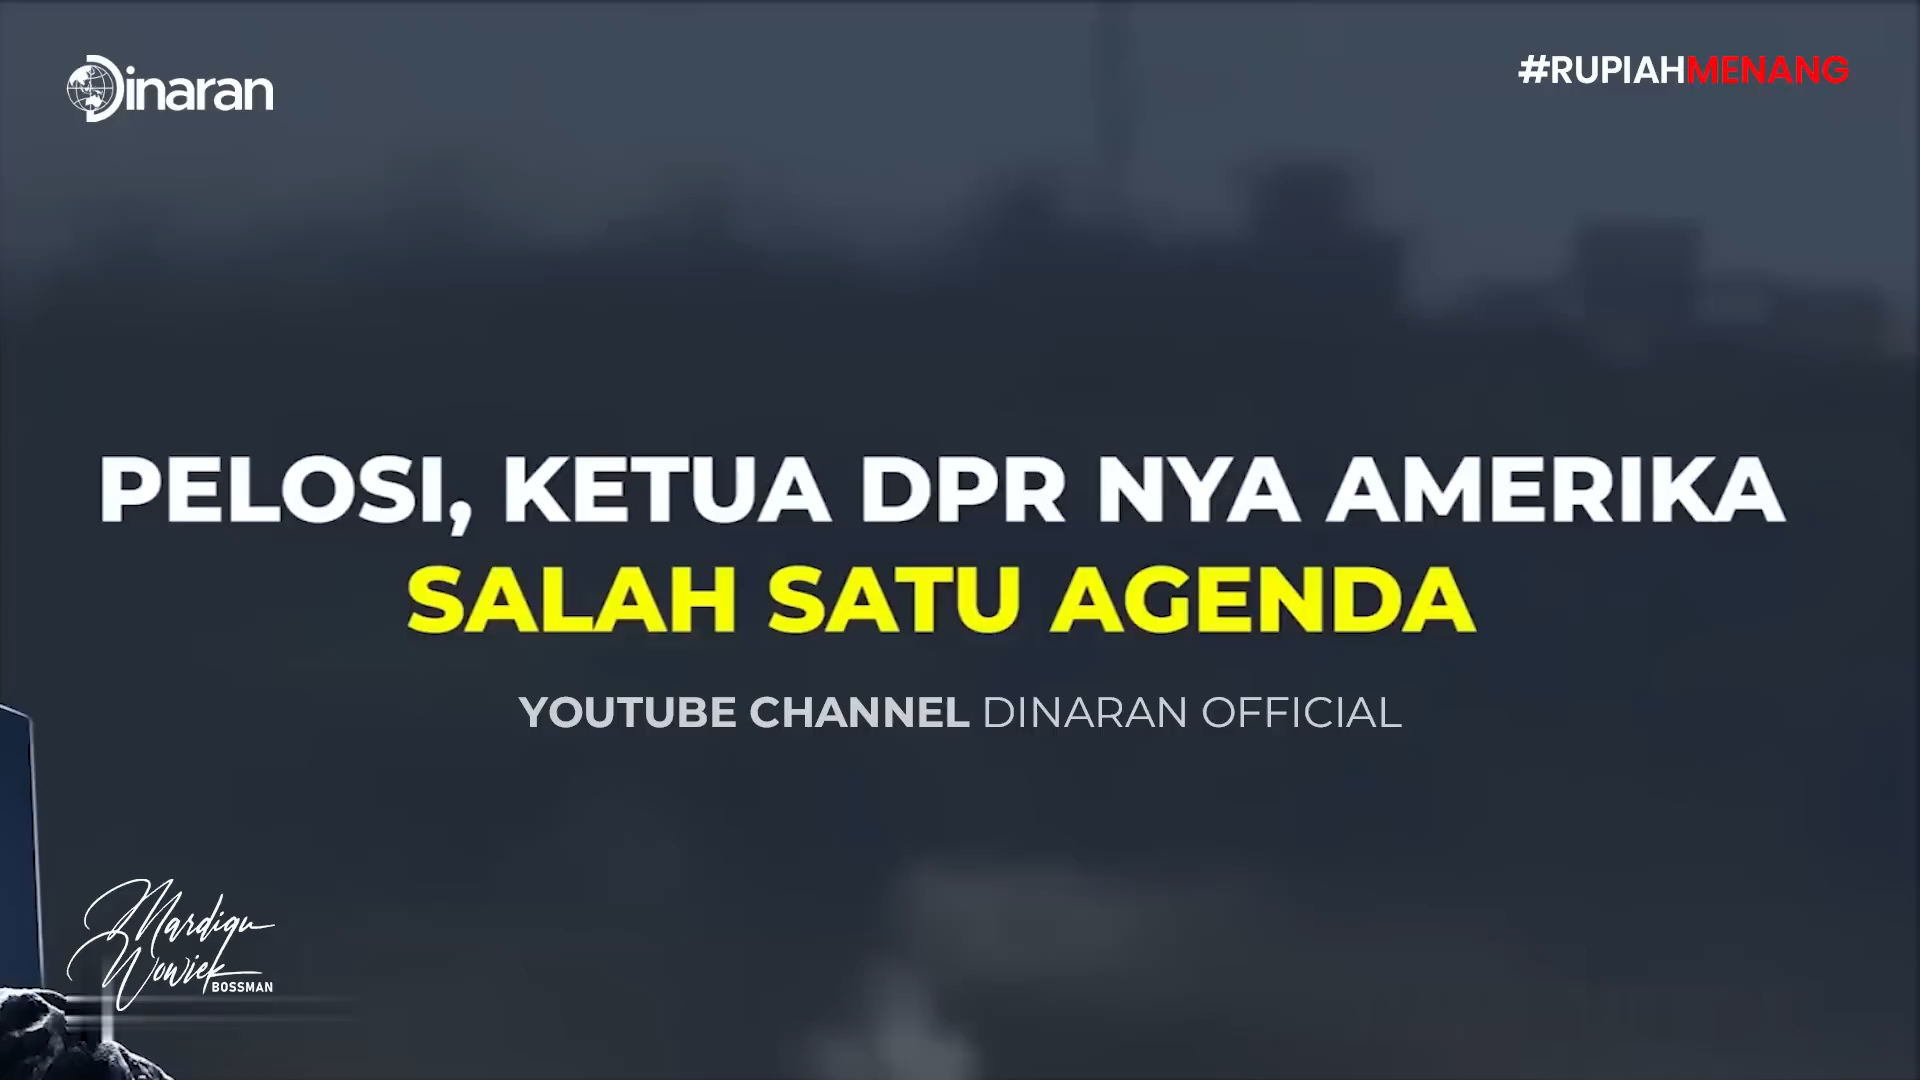 Dinaran
#RUPIAHMENANG
PELOSI, KETUA DPR NYA AMERIKA
SALAH SATU AGENDA
YOUTUBE CHANNEL DINARAN OFFICIAL
Mardigu
Wowiek
BOSSMAN